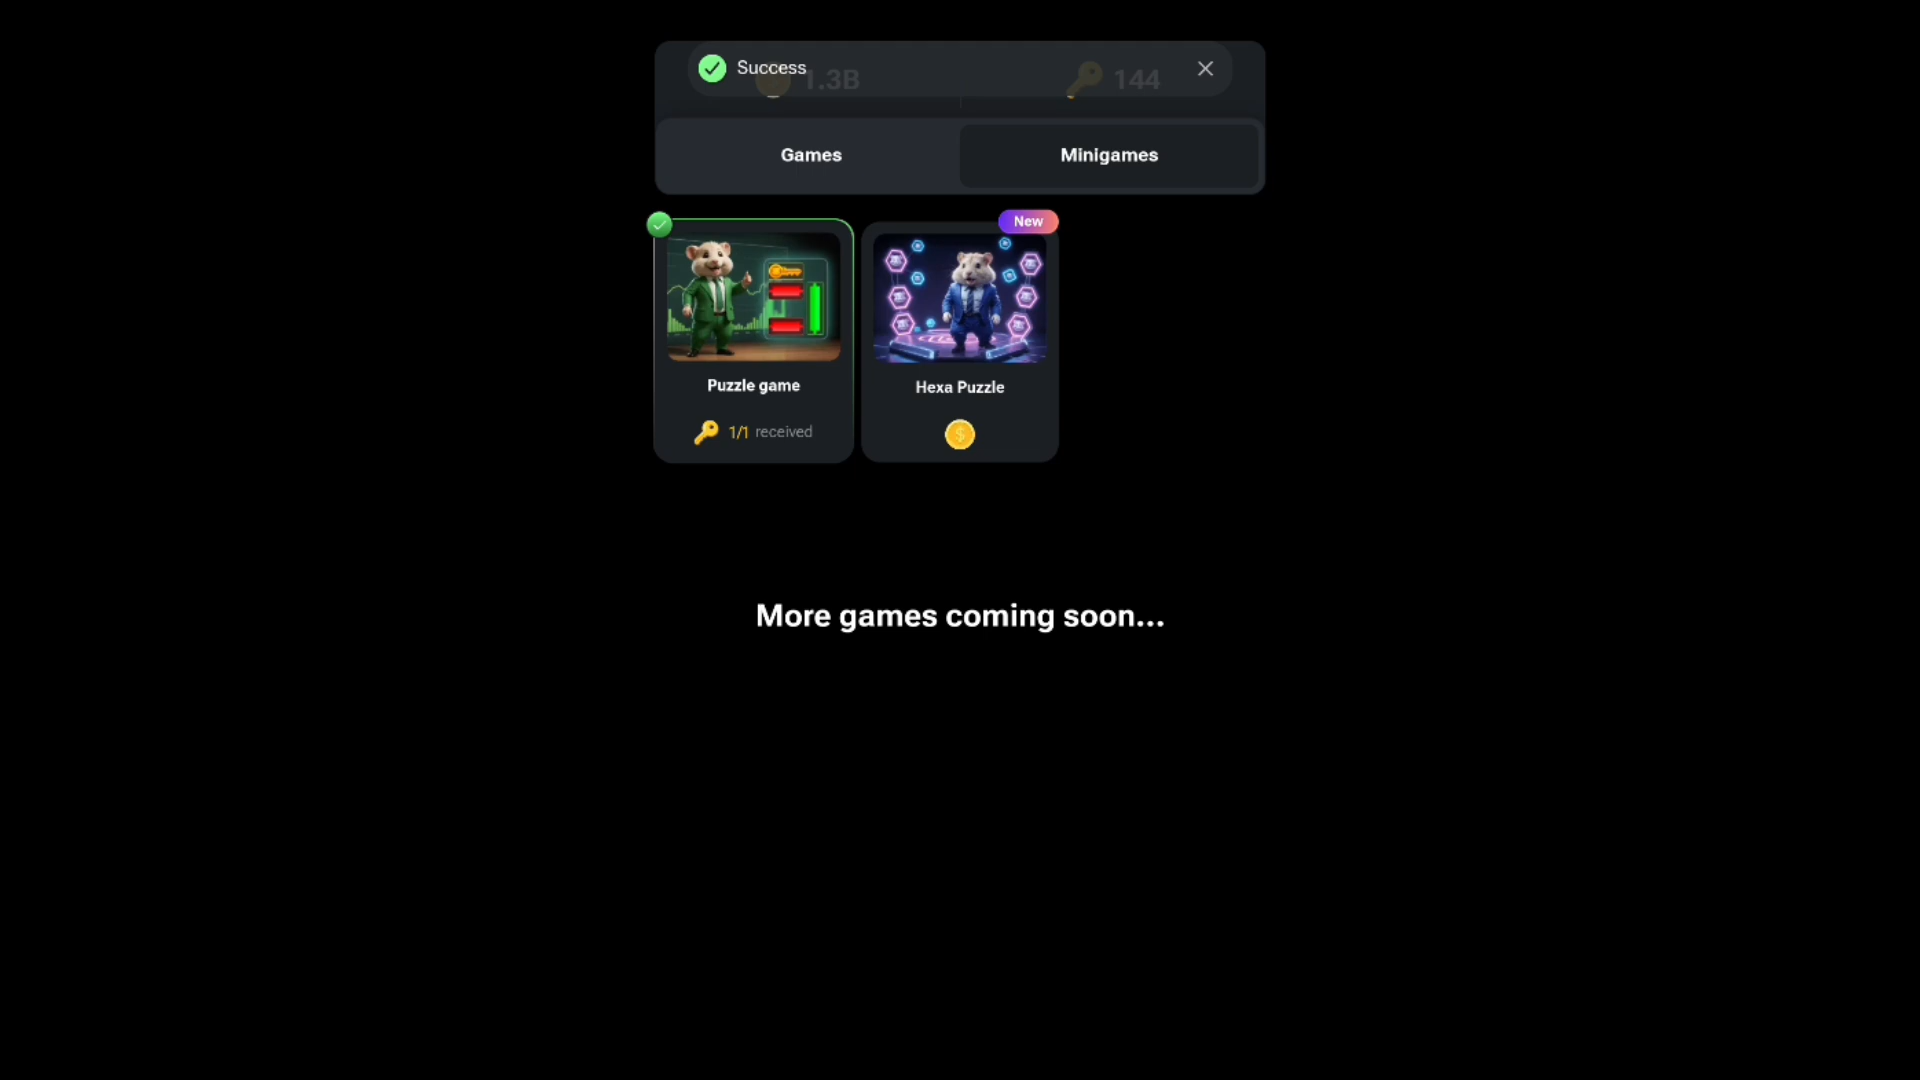 Success
1.3B
144
Games
Minigames
New
Puzzle game
Hexa Puzzle
1/1 received
More games coming soon...